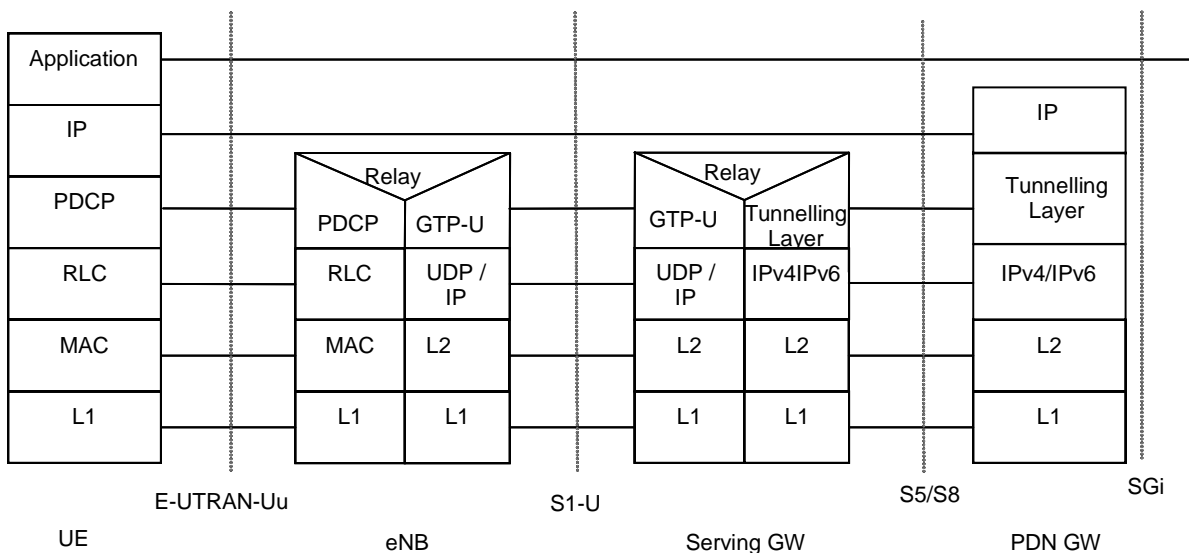 Application
IP
IP
Relay
Relay
PDCP
PDCP
GTP-U
GTP-U
Tunnelling
Layer
Tunnelling
Layer
RLC
RLC
UDP /
IP
UDP /
IP
IPv4IPv6
IPv4/IPv6
MAC
MAC
L2
L2
L2
L2
L1
L1
L1
L1
L1
L1
E-UTRAN-Uu
S1-U
S5/S8
SGi
UE
eNB
Serving GW
PDN GW